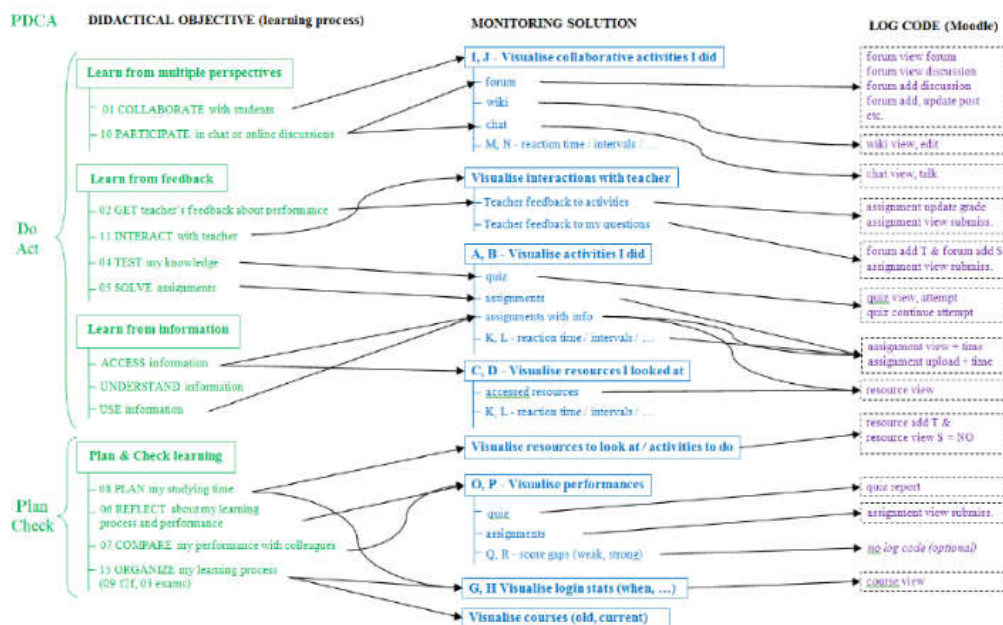 PDCA
DIDACTICAL OBJECTIVE (learning process)
MONITORING SOLUTION
LOG CODE (Moodle)
Do
Act
Learn from multiple perspectives
01 COLLABORATE with students
10 PARTICIPATE in chat or online discussions
Learn from feedback
02 GET teacher's feedback about performance
11 INTERACT with teacher
04 TEST my knowledge
05 SOLVE assignments
Learn from information
ACCESS information
UNDERSTAND information
USE information
Plan
Check
Plan & Check learning
08 PLAN my studying time
06 REFLECT about my learning
process and performance
07 COMPARE my performance with colleagues
15 ORGANIZE my learning process
(09 f2f, 03 exams)
I, J - Visualise collaborative activities I did
forum
wiki
chat
M, N - reaction time / intervals / ...
Visualise interactions with teacher
Teacher feedback to activities
Teacher feedback to my questions
A, B - Visualise activities I did
quiz
assignments
assignments with info
K, L - reaction time / intervals / ...
C, D - Visualise resources I looked at
accessed resources
K, L - reaction time / intervals / ...
Visualise resources to look at / activities to do
O, P - Visualise performances
quiz
assignments
Q, R - score gaps (weak, strong)
G, H Visualise login stats (when, ...)
Visualise courses (old, current)
forum view forum
forum view discussion
forum add discussion
forum add, update post
etc.
wiki view, edit
chat view, talk
assignment update grade
assignment view submiss.
forum add T & forum add S
assignment view submiss.
quiz view, attempt
quiz continue attempt
assignment view + time
assignment upload + time
resource view
resource add T &
resource view S = NO
quiz report
assignment view submiss.
no log code (optional)
course view